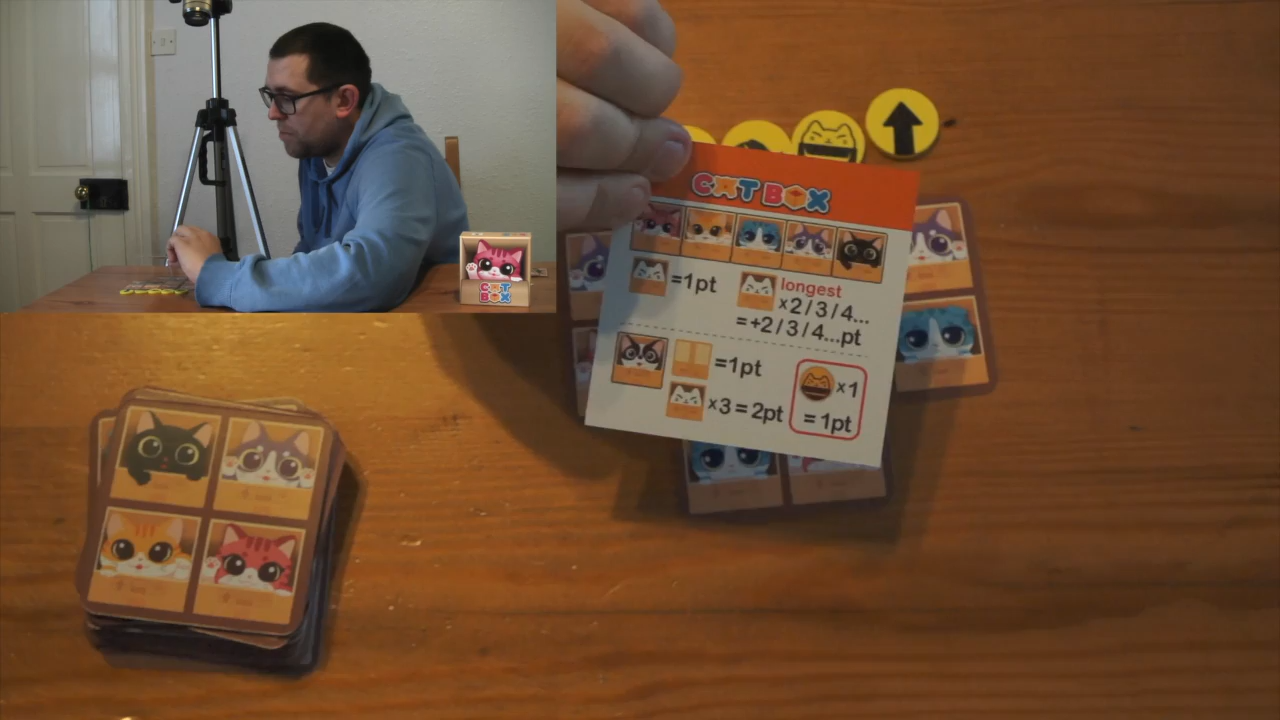 CAT
BOX
CAT BOX
=1pt
longest
×2/3/4...
=+2/3/4...pt
=1pt
×3=2pt
×1
=1pt